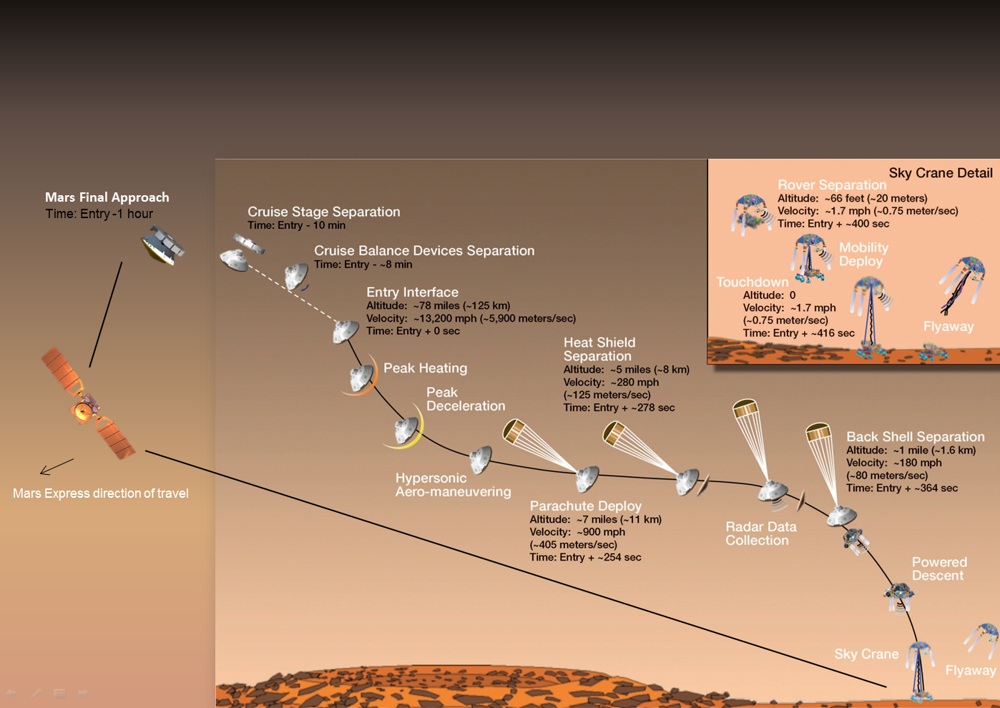 Mars Final Approach
Time: Entry -1 hour
Mars Express direction of travel
Cruise Stage Separation
Time: Entry - 10 min
Cruise Balance Devices Separation
Time: Entry - ~8 min
Entry Interface
Altitude: ~78 miles (~125 km)
Velocity: ~13,200 mph (~5,900 meters/sec)
Time: Entry + 0 sec
Peak Heating
Peak
Deceleration
Hypersonic
Aero-maneuvering
Parachute Deploy
Altitude: ~7 miles (~11 km)
Velocity: ~900 mph
(~405 meters/sec)
Time: Entry + ~254 sec
Heat Shield
Separation
Altitude: ~5 miles (~8 km)
Velocity: ~280 mph
(~125 meters/sec)
Time: Entry + ~278 sec
Radar Data
Collection
Back Shell Separation
Altitude: ~1 mile (~1.6 km)
Velocity: ~180 mph
(~80 meters/sec)
Time: Entry + ~364 sec
Powered
Descent
Sky Crane
Flyaway
Sky Crane Detail
Rover Separation
Altitude: ~66 feet (~20 meters)
Velocity: ~1.7 mph (~0.75 meter/sec)
Time: Entry + ~400 sec
Mobility
Deploy
Touchdown
Altitude: 0
Velocity: ~1.7 mph
(~0.75 meter/sec)
Time: Entry + ~416 sec
Flyaway